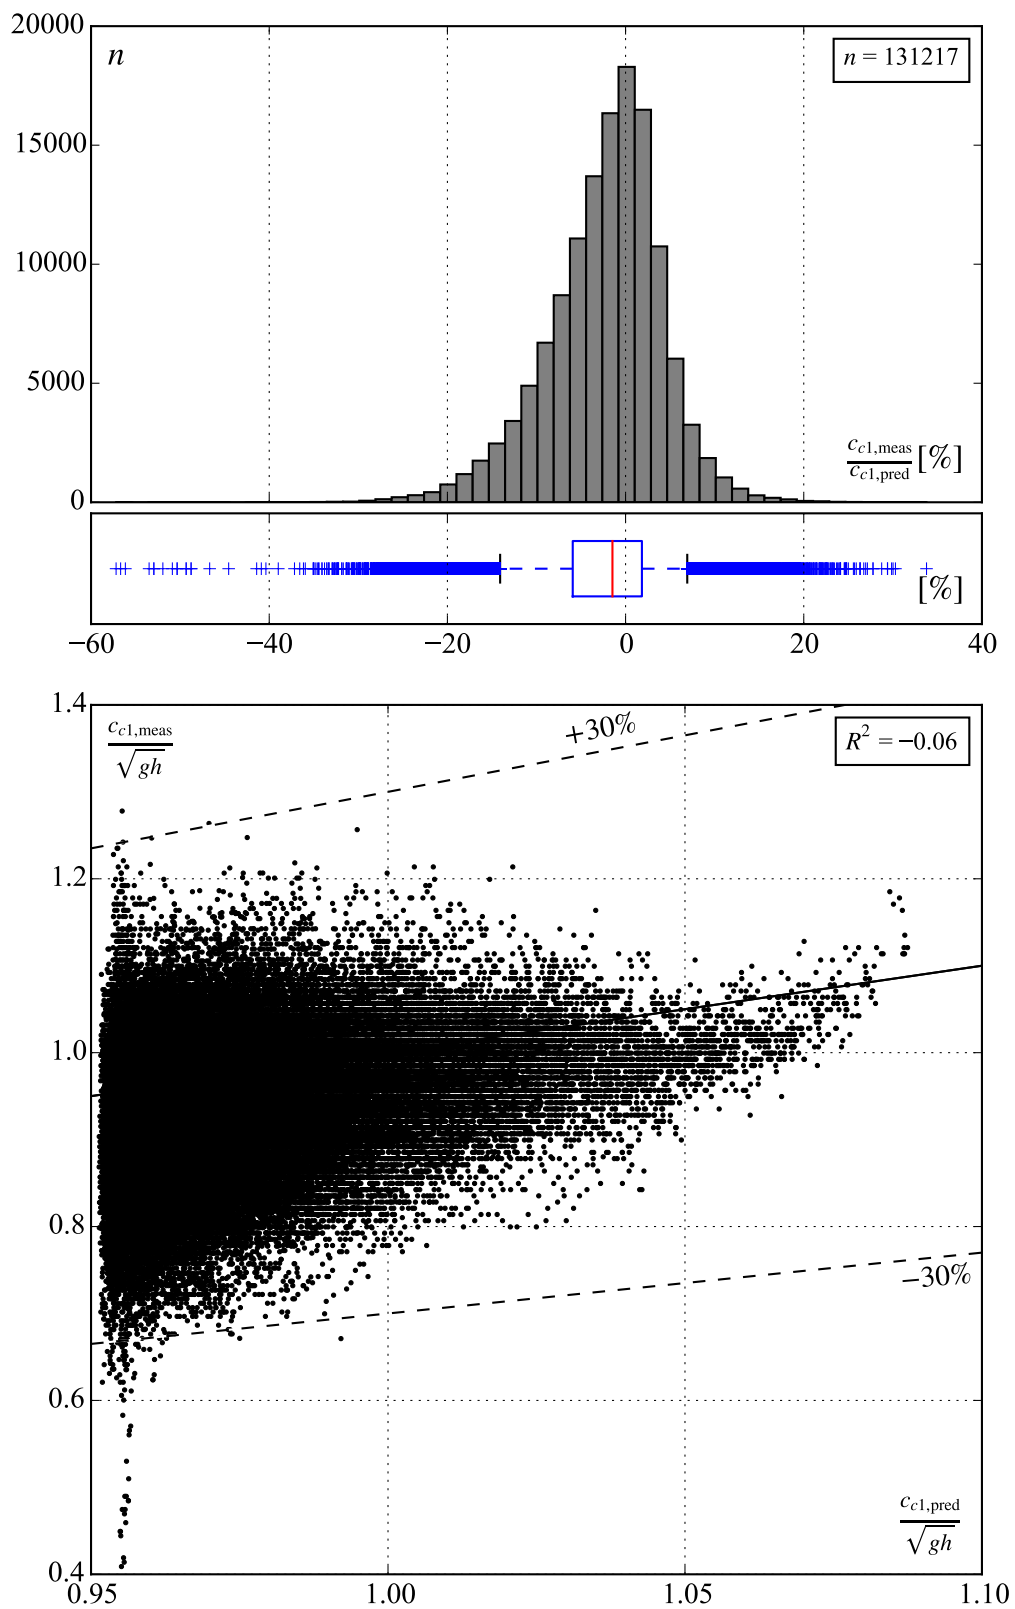 20000
n
n = 131217
15000
10000
5000
c_{c1,meas}
c_{c1,pred} [%]
0
[%]
−60 −40 −20 0 20 40
1.4
c_{c1,meas}
√gh
+30%
R² = −0.06
1.2
1.0
0.8
−30%
0.6
c_{c1,pred}
√gh
0.4
0.95 1.00 1.05 1.10